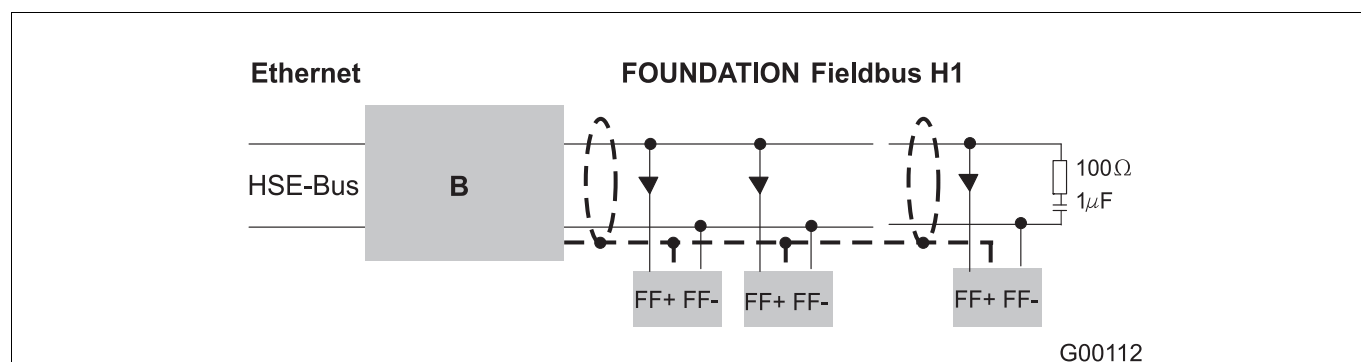 Ethernet
FOUNDATION Fieldbus H1
HSE-Bus
B
100Ω
1μF
FF+ FF-
FF+ FF-
FF+ FF-
G00112